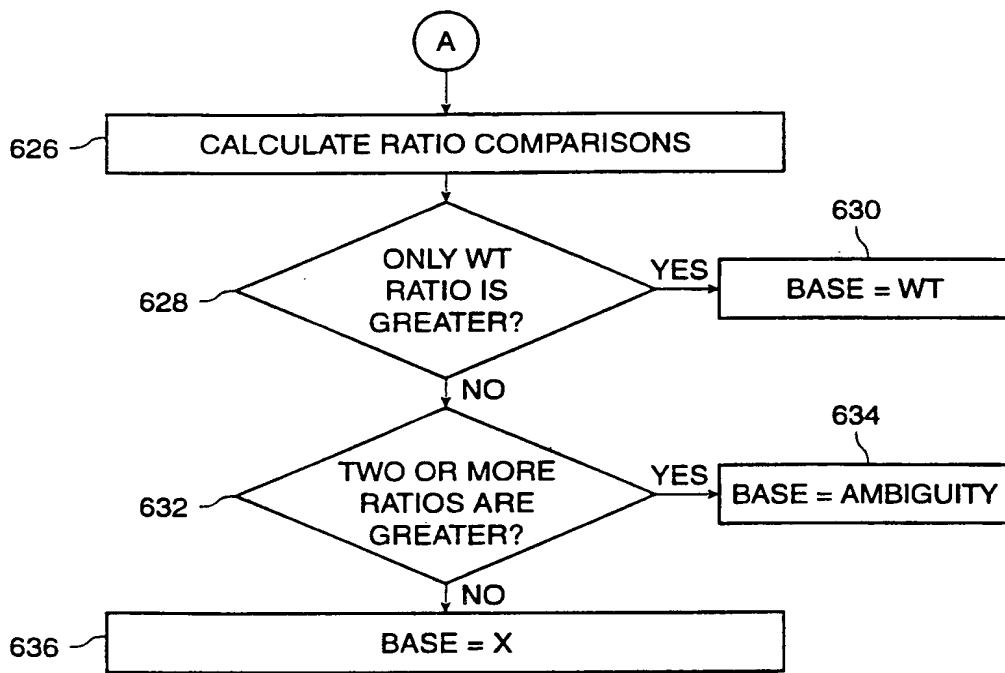 A
626
CALCULATE RATIO COMPARISONS
628
ONLY WT
RATIO IS
GREATER?
YES
630
BASE = WT
NO
632
TWO OR MORE
RATIOS ARE
GREATER?
YES
634
BASE = AMBIGUITY
NO
636
BASE = X